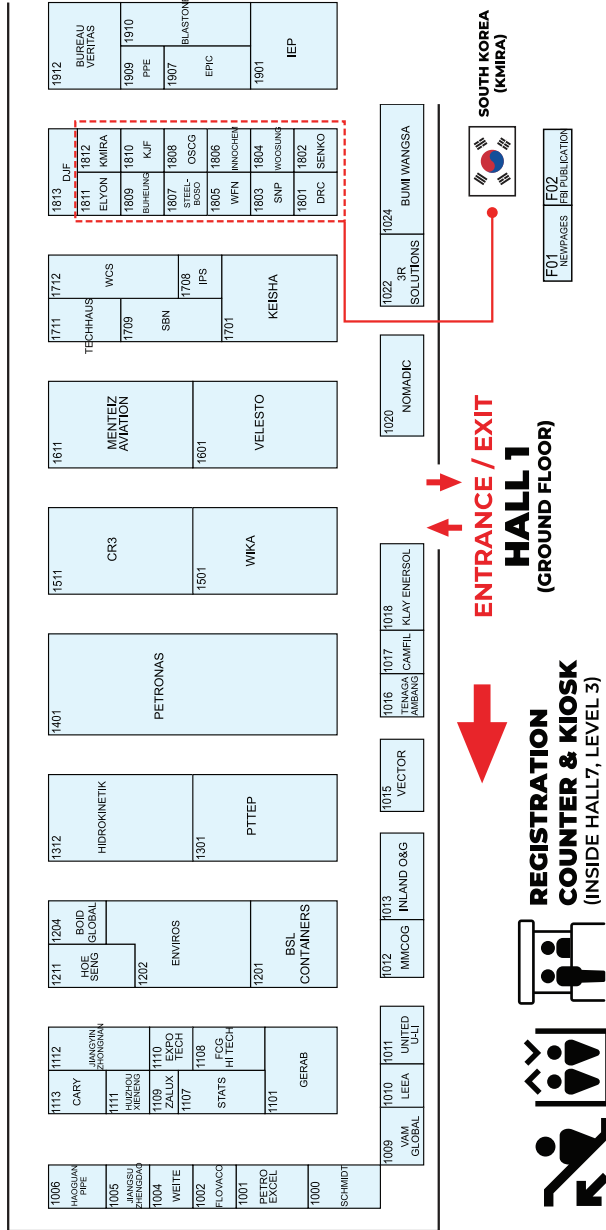 1912
BUREAU
VERITAS
1910
BLASTONE
1909
PPE
1907
EPIC
1901
IEP
1813
DJF
1812
KMIRA
1811
ELYON
1810
KJF
1809
BUHEUNG
1808
OSCG
1807
STEEL-
BOSO
1806
INNOCHEM
1805
WFN
1804
WOOSUNG
1803
SNP
1802
SENKO
1801
DRC
1712
WCS
1711
TECHHAUS
1708
IPS
1709
SBN
1701
KEISHA
1611
MENTEIZ
AVIATION
1601
VELESTO
1511
CR3
1501
WIKA
1401
PETRONAS
1312
HIDROKINETIK
1301
PTTEP
1204
BOID
GLOBAL
1211
HOE
SENG
1202
ENVIROS
1201
BSL
CONTAINERS
1112
JIANGYIN
ZHONGNAN
1113
CARY
1111
HUIZHOU
XIENENG
1110
EXPO
TECH
1109
ZALUX
1108
FCG
HI TECH
1107
STATS
1101
GERAB
1006
HAOGUAN
PIPE
1005
JIANGSU
ZHENGDAO
1004
WEITE
1002
FLOVACO
1001
PETRO
EXCEL
1000
SCHMIDT
1024
BUMI WANGSA
1022
3R
SOLUTIONS
1020
NOMADIC
1018
KLAY ENERSOL
1017
CAMFIL
1016
TENAGA
AMBANG
1015
VECTOR
1013
INLAND O&G
1012
MMCOG
1011
UNITED
U-LI
1010
LEEA
1009
VAM
GLOBAL
SOUTH KOREA
(KMIRA)
F01
NEWPAGES
F02
FBI PUBLICATION
ENTRANCE / EXIT
HALL 1
(GROUND FLOOR)
REGISTRATION
COUNTER & KIOSK
(INSIDE HALL7, LEVEL 3)